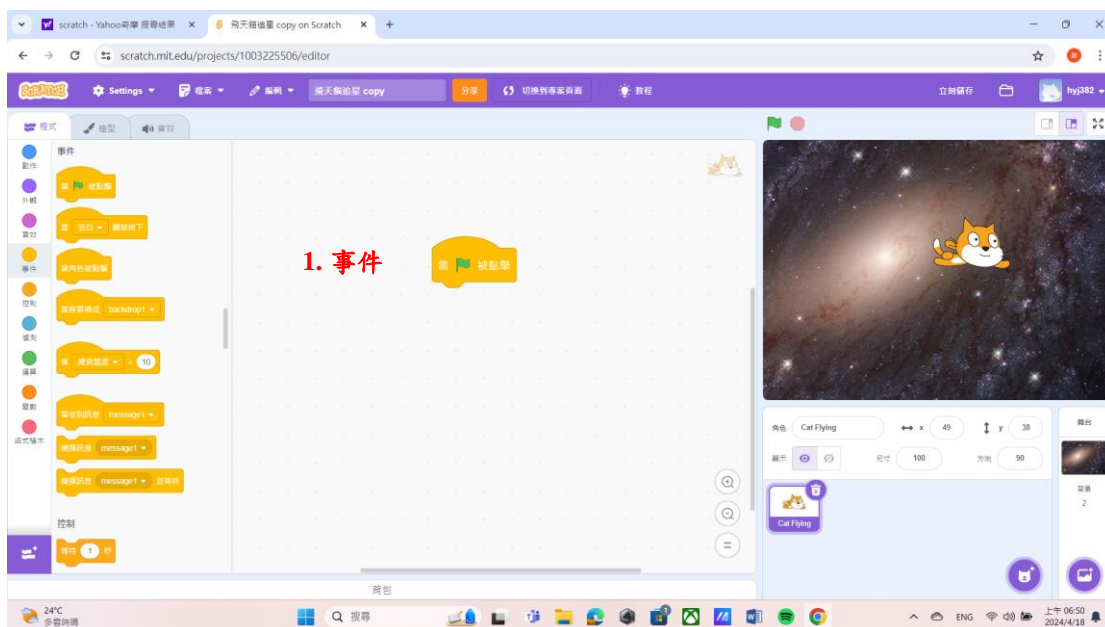 scratch - Yahoo奇摩 搜尋結果
飛天貓追星 copy on Scratch
scratch.mit.edu/projects/1003225506/editor
SCRATCH
Settings
檔案
編輯
飛天貓追星 copy
分享
切換到專案頁面
教程
立刻儲存
hyj382
程式
造型
音效
動作
外觀
音效
事件
控制
偵測
運算
變數
函式積木
事件
當 被點擊
當 空白 鍵被按下
當角色被點擊
當背景換成 backdrop1
當 聲音響度 > 10
當收到訊息 message1
廣播訊息 message1
廣播訊息 message1 並等待
控制
等待 1 秒
1. 事件
當 被點擊
角色 Cat Flying x 49 y 38
顯示 尺寸 100 方向 90
Cat Flying
舞台
背景
2
背包
24°C
多雲時晴
搜尋
ENG
上午 06:50
2024/4/18